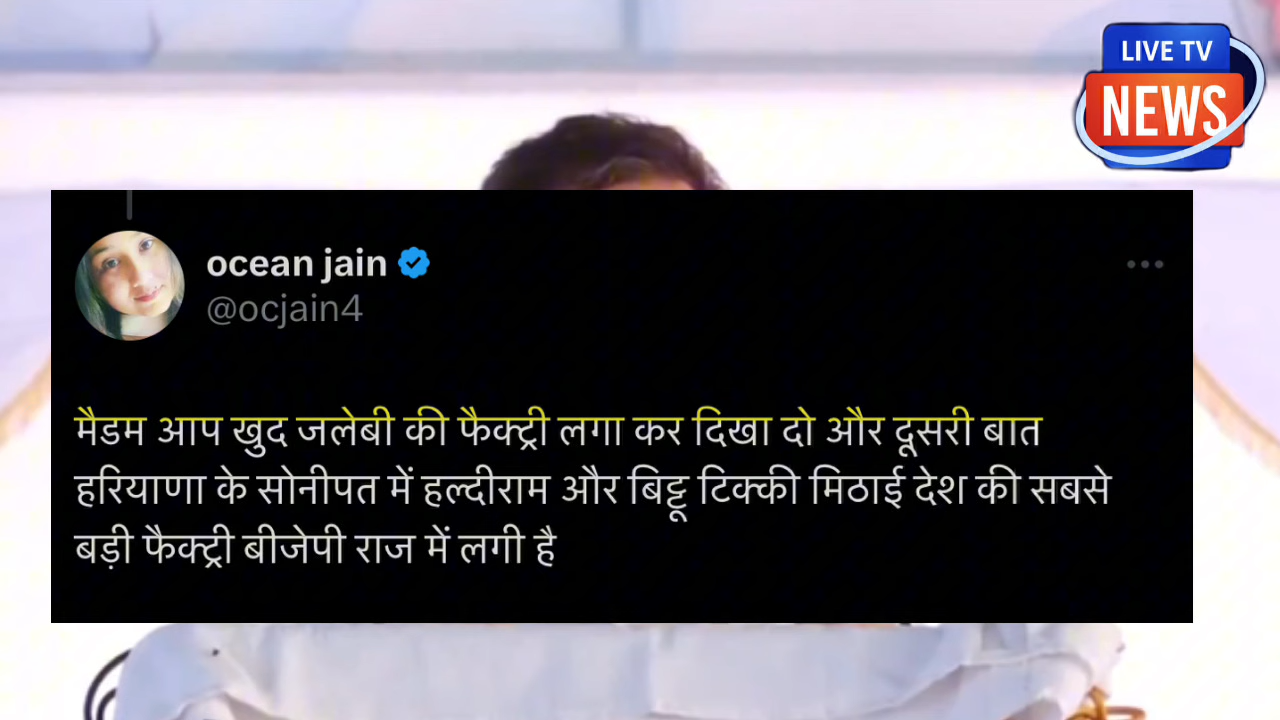 LIVE TV
NEWS
ocean jain
@ocjain4
मैडम आप खुद जलेबी की फैक्ट्री लगा कर दिखा दो और दूसरी बात
हरियाणा के सोनीपत में हल्दीराम और बिट्टू टिक्की मिठाई देश की सबसे
बड़ी फैक्ट्री बीजेपी राज में लगी है